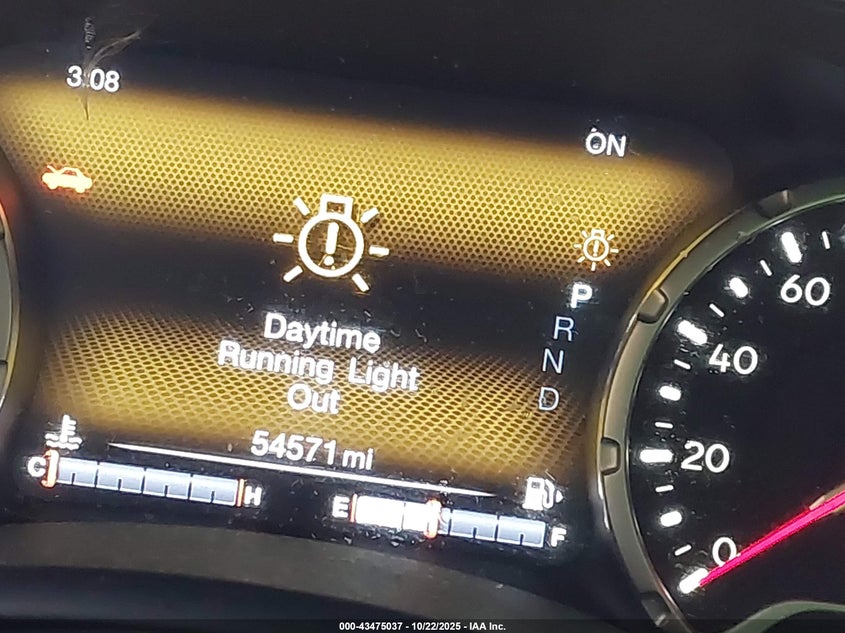 3:08
ON
Daytime
Running Light
Out
P
R
N
D
54571 mi
C
H
E
F
60
40
20
0
000-43475037 - 10/22/2025 - IAA Inc.